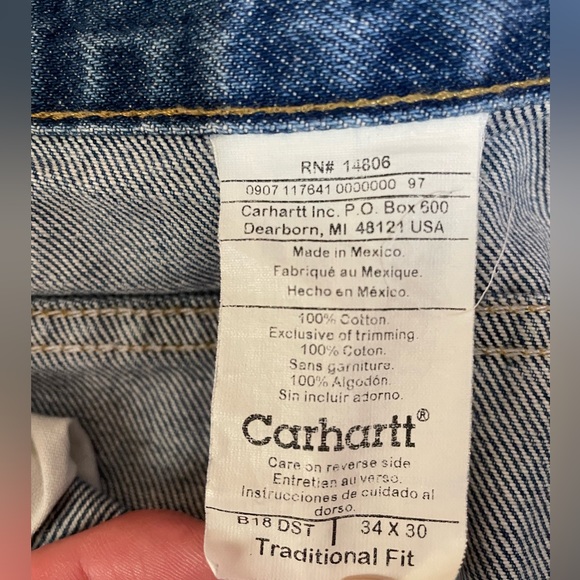 RN# 14806
0907 117641 0000000 97
Carhartt Inc. P.O. Box 600
Dearborn, MI 48121 USA
Made in Mexico.
Fabriqué au Mexique.
Hecho en México.
100% Cotton.
Exclusive of trimming.
100% Coton.
Sans garniture.
100% Algodón.
Sin incluir adorno.
Carhartt®
Care on reverse side
Entretien au verso.
Instrucciones de cuidado al
dorso.
B18 DST 34 X 30
Traditional Fit